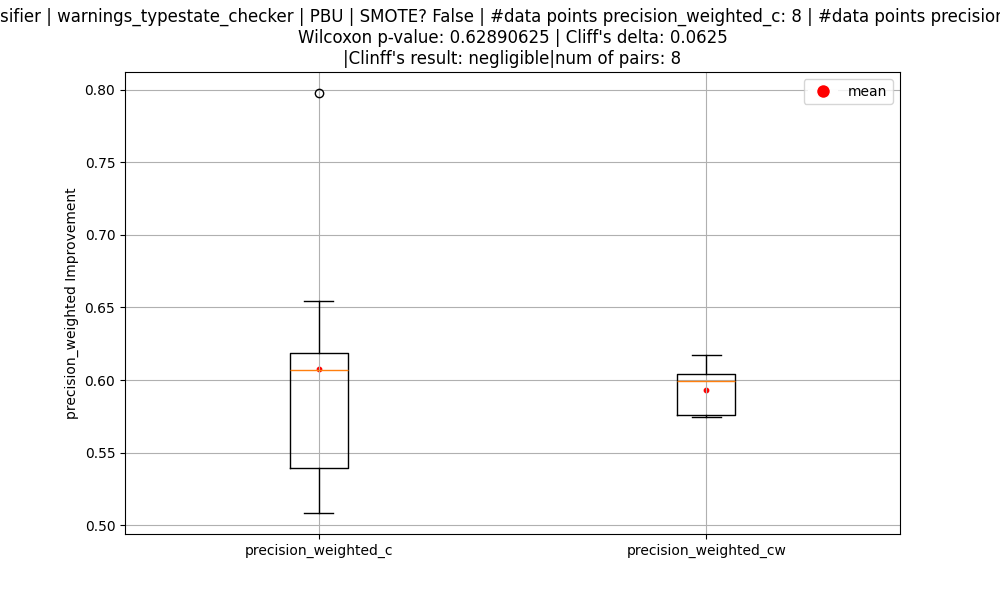 sifier | warnings_typestate_checker | PBU | SMOTE? False | #data points precision_weighted_c: 8 | #data points precision
Wilcoxon p-value: 0.62890625 | Cliff's delta: 0.0625
|Clinff's result: negligible|num of pairs: 8
mean
0.80
0.75
0.70
0.65
0.60
0.55
0.50
precision_weighted Improvement
precision_weighted_c
precision_weighted_cw